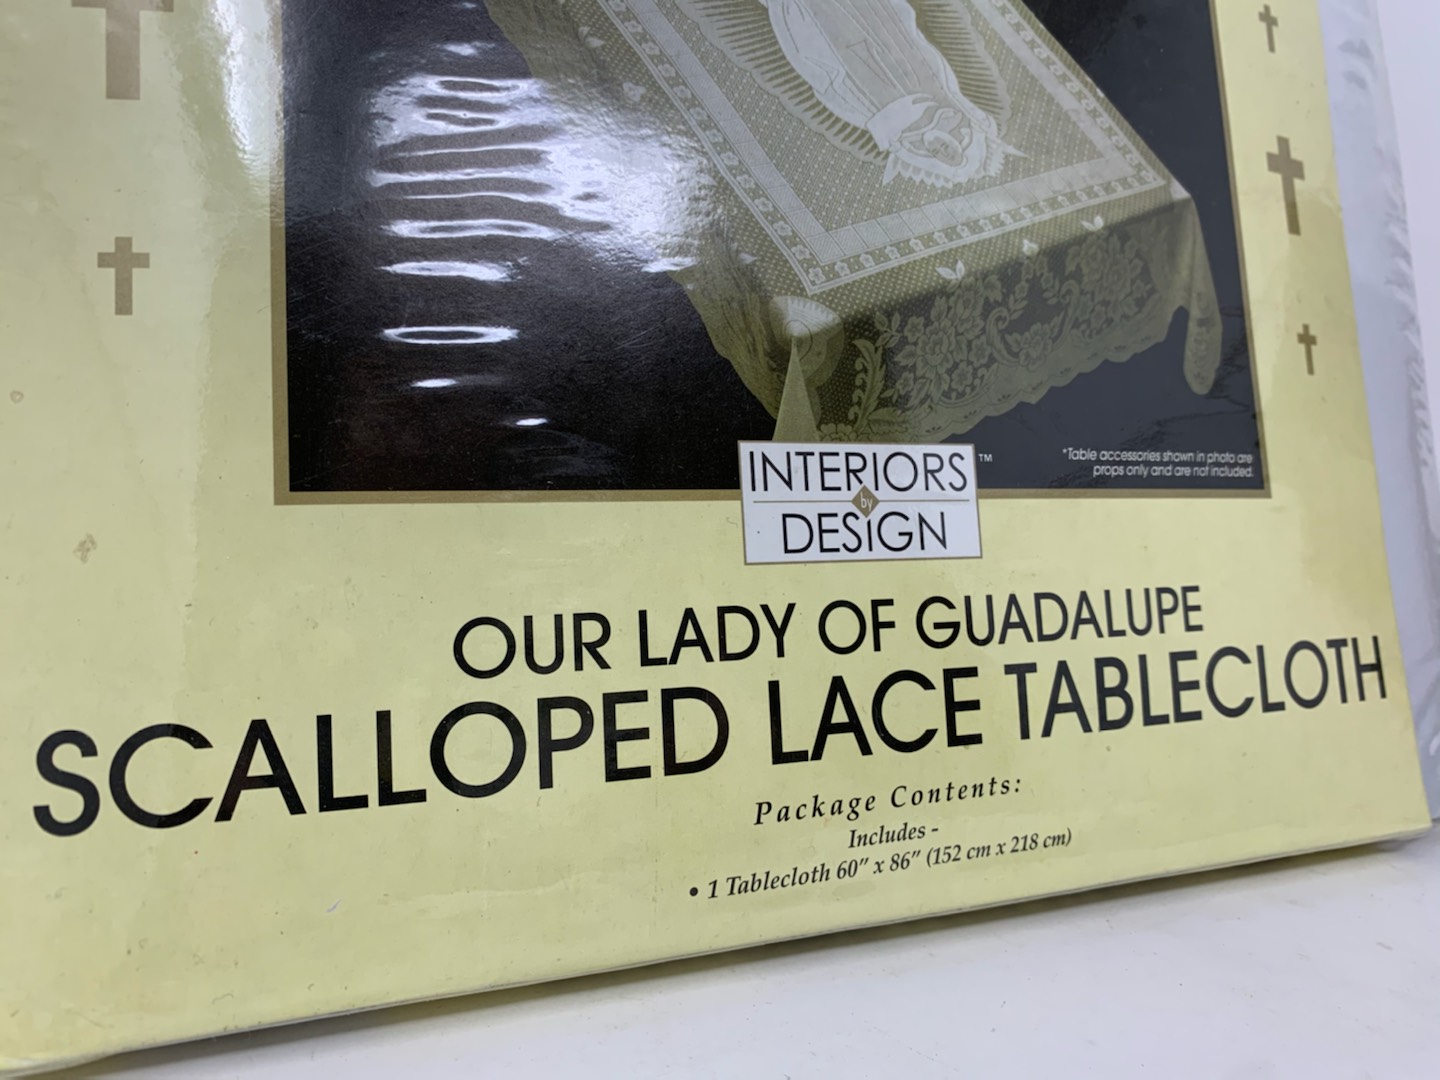 *Table accessories shown in photo are
props only and are not included.
INTERIORS ™
by
DESIGN
OUR LADY OF GUADALUPE
SCALLOPED LACE TABLECLOTH
Package Contents:
Includes -
• 1 Tablecloth 60" x 86" (152 cm x 218 cm)